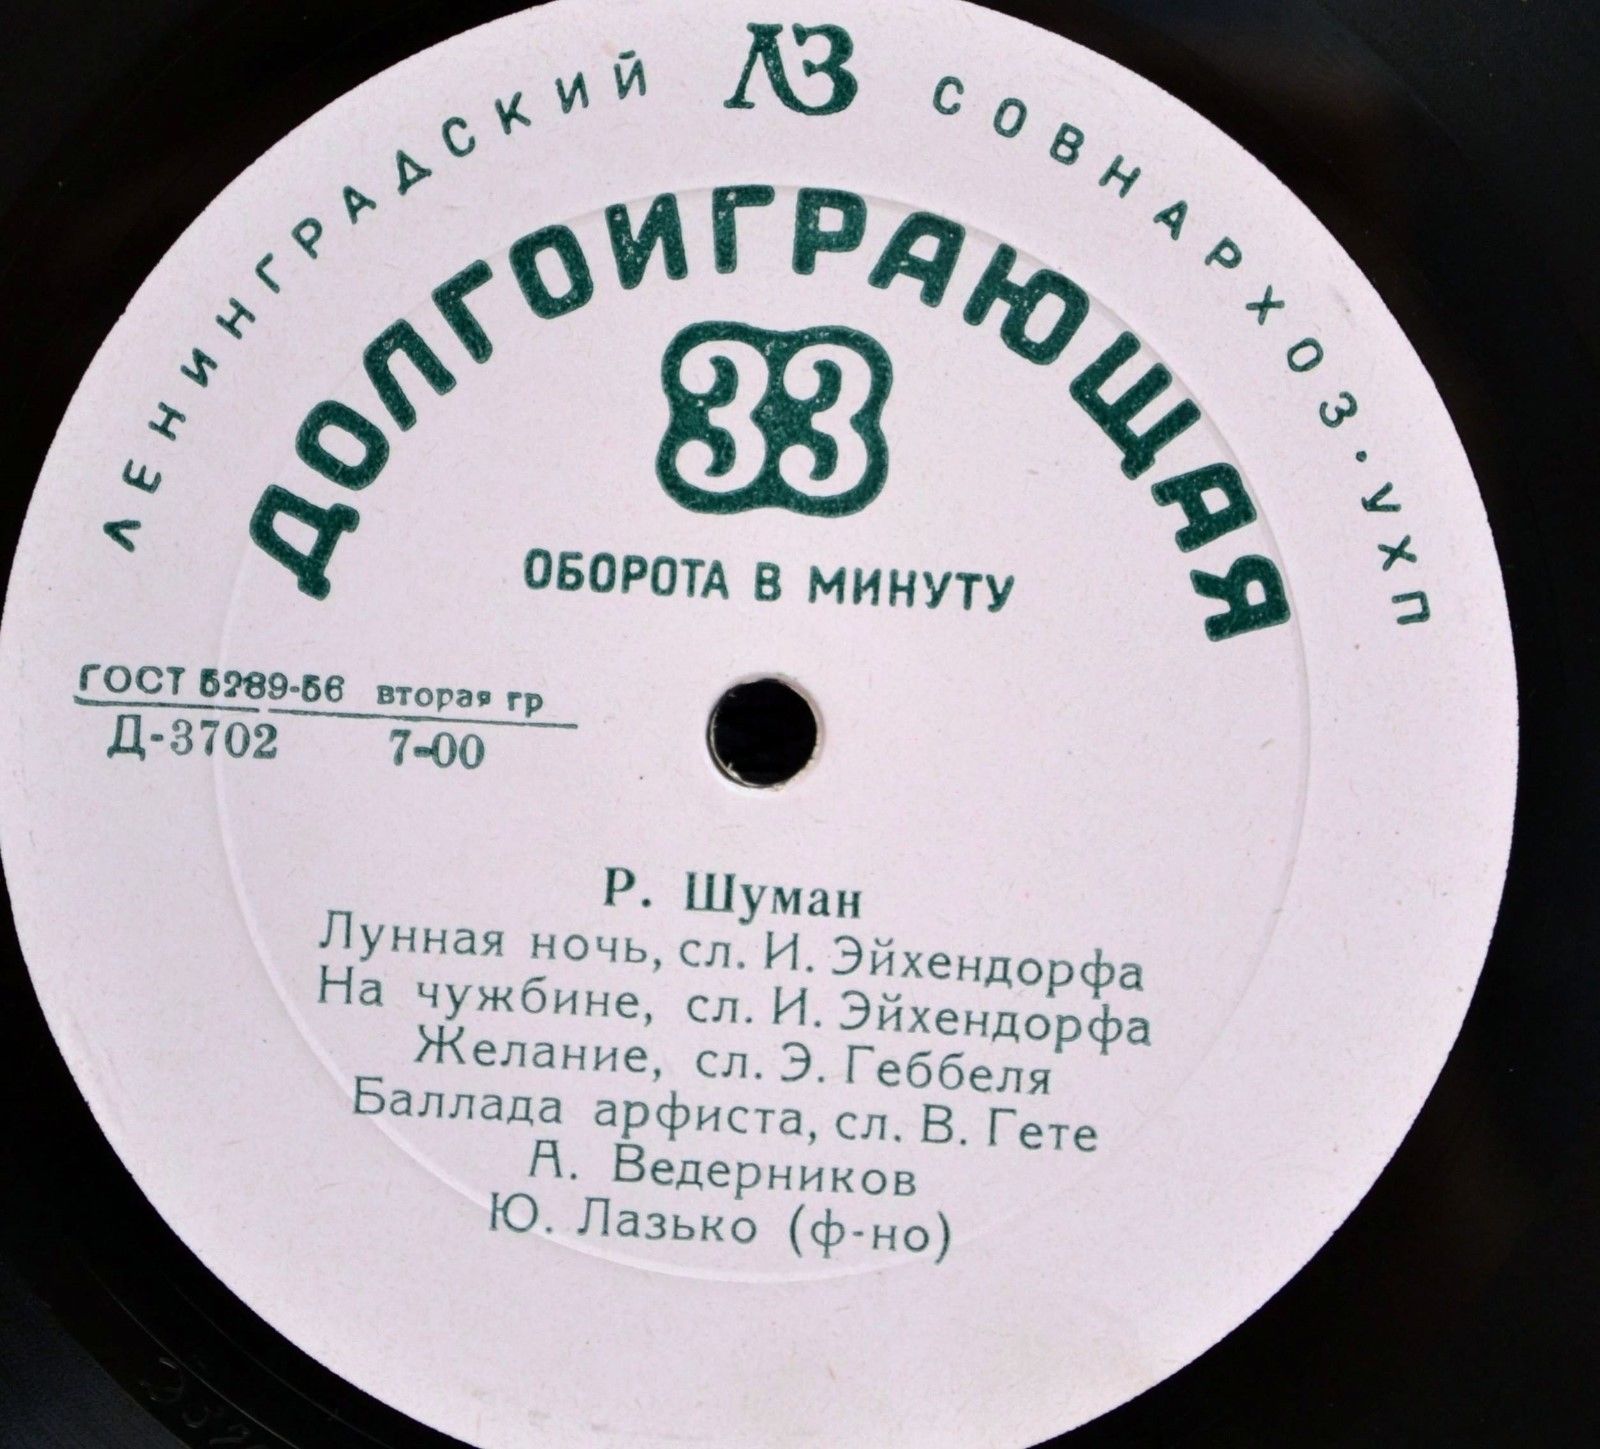 ЛЕНИНГРАДСКИЙ ЛЗ СОВНАРХОЗ·УХП
ДОЛГОИГРАЮЩАЯ
33
ОБОРОТА В МИНУТУ
ГОСТ 5289-56 вторая гр
Д-3702 7-00
Р. Шуман
Лунная ночь, сл. И. Эйхендорфа
На чужбине, сл. И. Эйхендорфа
Желание, сл. Э. Геббеля
Баллада арфиста, сл. В. Гете
А. Ведерников
Ю. Лазько (ф-но)